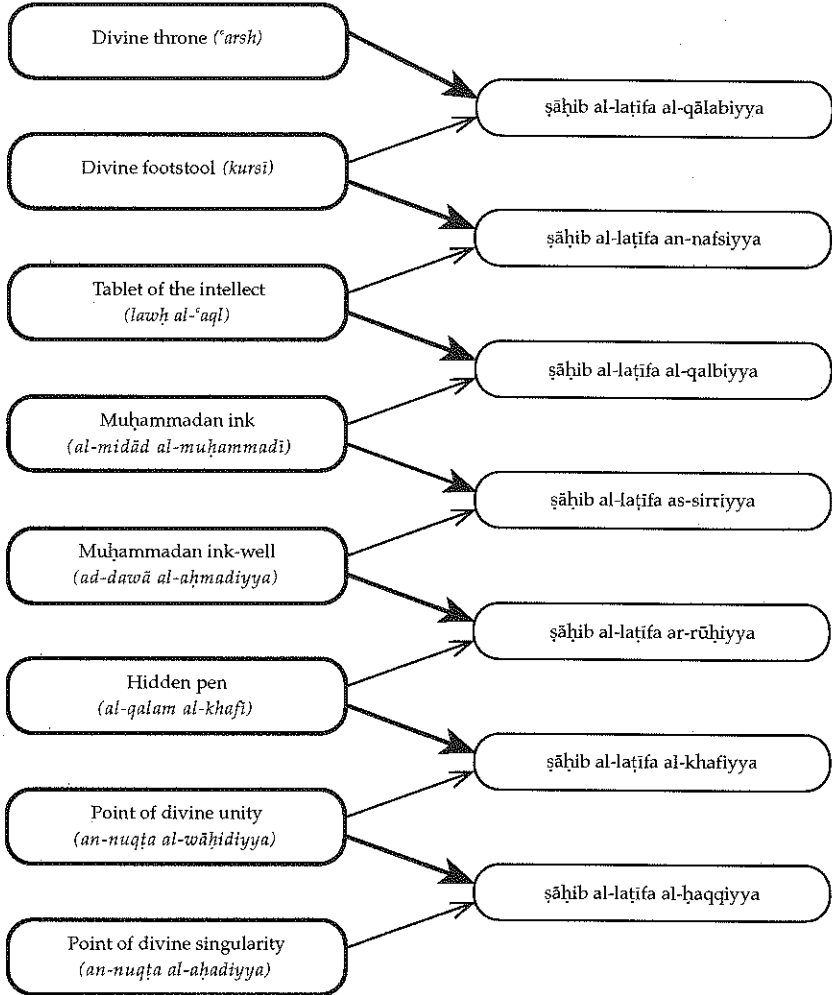 Divine throne (ʿarsh)
ṣāḥib al-laṭīfa al-qālabiyya
Divine footstool (kursī)
ṣāḥib al-laṭīfa an-nafsiyya
Tablet of the intellect
(lawḥ al-ʿaql)
ṣāḥib al-laṭīfa al-qalbiyya
Muḥammadan ink
(al-midād al-muḥammadī)
ṣāḥib al-laṭīfa as-sirriyya
Muḥammadan ink-well
(ad-dawā al-aḥmadiyya)
ṣāḥib al-laṭīfa ar-rūḥiyya
Hidden pen
(al-qalam al-khafī)
ṣāḥib al-laṭīfa al-khafiyya
Point of divine unity
(an-nuqṭa al-wāḥidiyya)
ṣāḥib al-laṭīfa al-ḥaqqiyya
Point of divine singularity
(an-nuqṭa al-aḥadiyya)